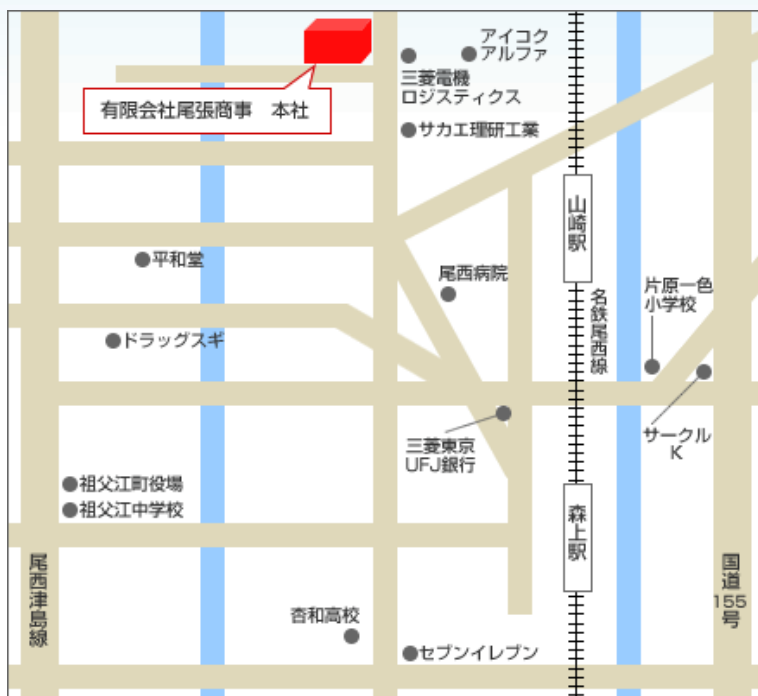 アイコク
アルファ
三菱電機
ロジスティクス
有限会社尾張商事　本社
サカエ理研工業
山崎駅
平和堂
尾西病院
片原一色
小学校
名鉄尾西線
ドラッグスギ
三菱東京
UFJ銀行
サークル
K
祖父江町役場
祖父江中学校
森上駅
尾西津島線
国道155号
杏和高校
セブンイレブン